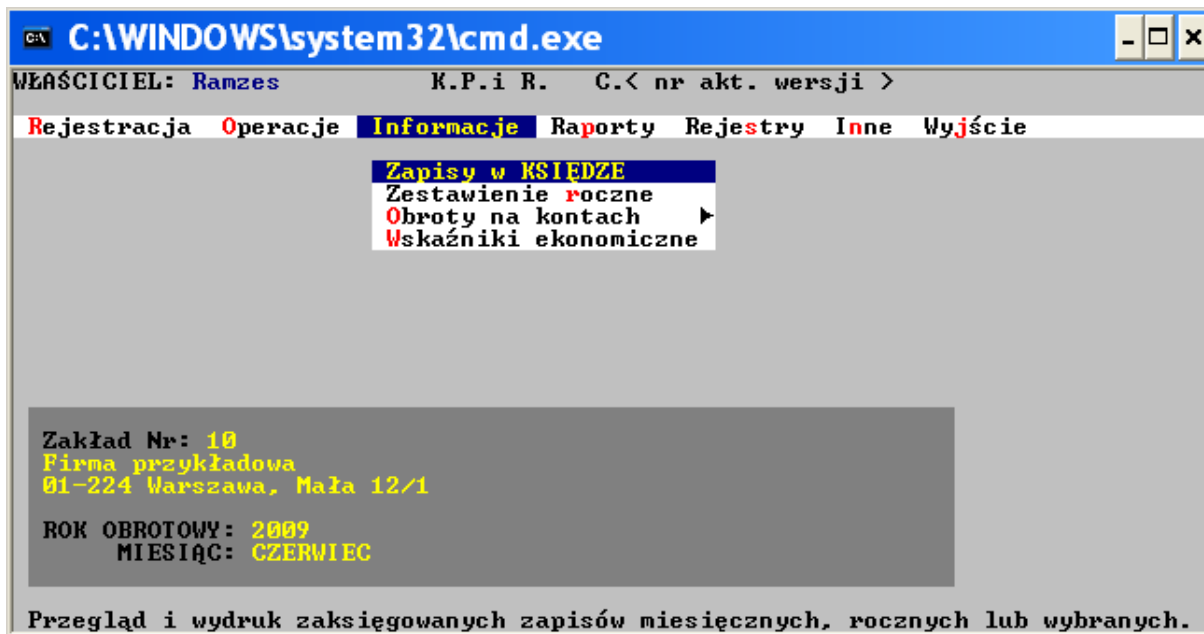 C:\WINDOWS\system32\cmd.exe
WŁAŚCICIEL: Ramzes K.P.i R. C.< nr akt. wersji >
Rejestracja Operacje Informacje Raporty Rejestry Inne Wyjście
Zapisy w KSIĘDZE
Zestawienie roczne
Obroty na kontach
Wskaźniki ekonomiczne
Zakład Nr: 10
Firma przykładowa
01-224 Warszawa, Mała 12/1
ROK OBROTOWY: 2009
MIESIĄC: CZERWIEC
Przegląd i wydruk zaksięgowanych zapisów miesięcznych, rocznych lub wybranych.